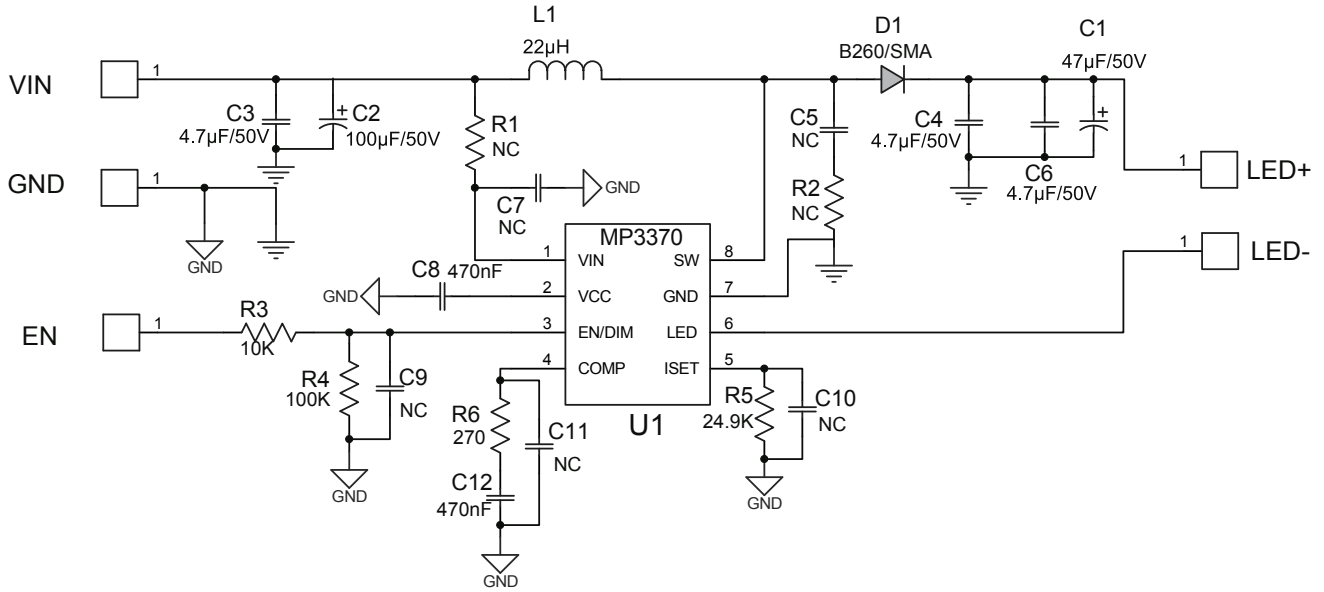 L1
22µH
D1
B260/SMA
C1
47µF/50V
VIN
1
C3
4.7µF/50V
+
C2
100µF/50V
R1
NC
C5
NC
C4
4.7µF/50V
+
C6
4.7µF/50V
GND
1
GND
C7
NC
GND
R2
NC
1
LED+
MP3370
1
VIN
SW
8
1
LED-
C8
470nF
GND
2
VCC
GND
7
EN
1
R3
10K
3
EN/DIM
LED
6
4
COMP
ISET
5
U1
R4
100K
C9
NC
GND
R6
270
C11
NC
C12
470nF
GND
R5
24.9K
C10
NC
GND